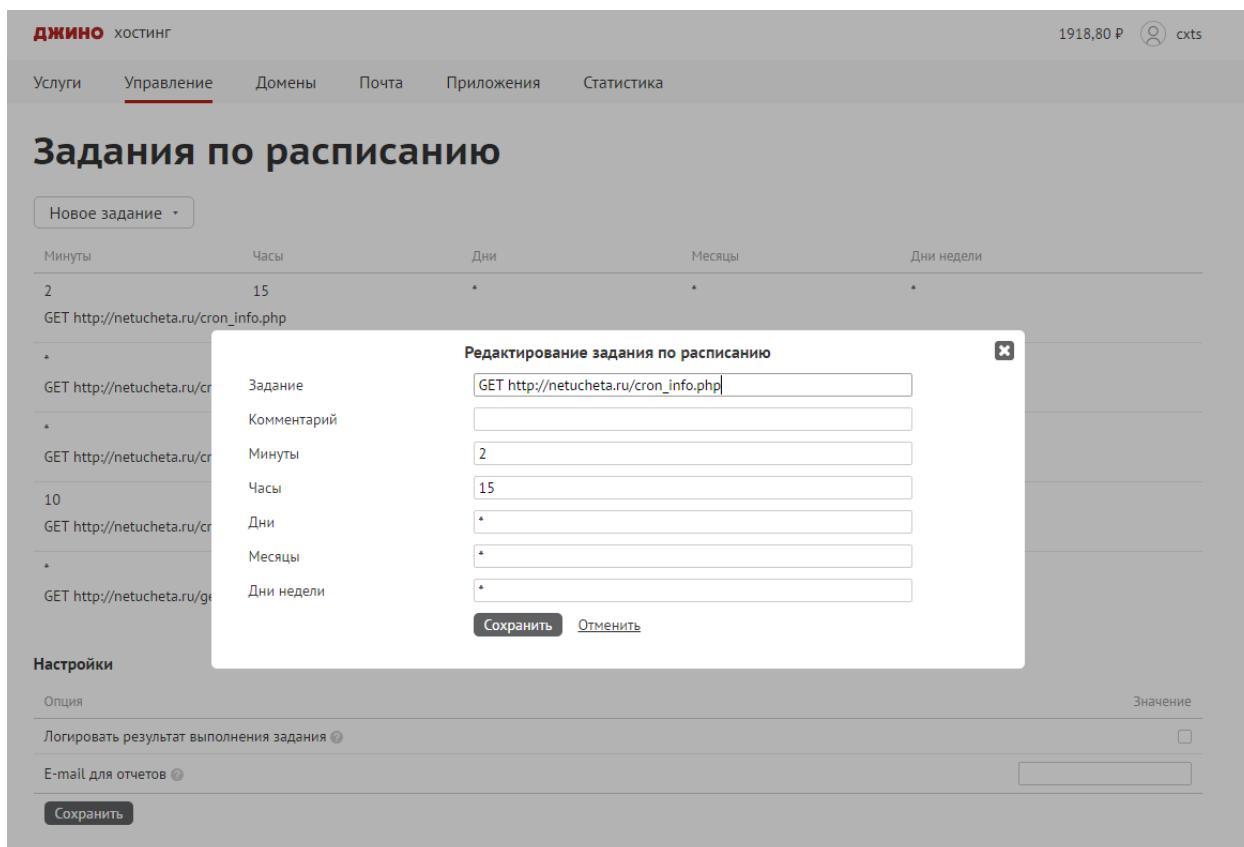 джино хостинг 1918,80 ₽ cxts
Услуги Управление Домены Почта Приложения Статистика
Задания по расписанию
Новое задание
Минуты Часы Дни Месяцы Дни недели
2 15 * * *
GET http://netucheta.ru/cron_info.php
*
GET http://netucheta.ru/cr
*
GET http://netucheta.ru/cr
10
GET http://netucheta.ru/cr
*
GET http://netucheta.ru/ge
Редактирование задания по расписанию
Задание GET http://netucheta.ru/cron_info.php
Комментарий
Минуты 2
Часы 15
Дни *
Месяцы *
Дни недели *
Сохранить Отменить
Настройки
Опция Значение
Логировать результат выполнения задания ?
E-mail для отчетов ?
Сохранить